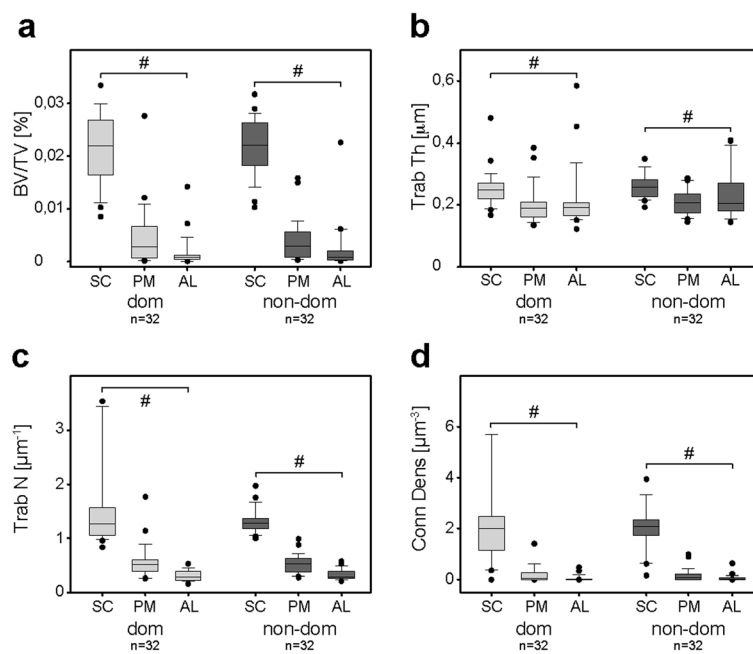 a
BV/TV [%]
0,03
0,02
0,01
0
#
#
SC PM AL SC PM AL
dom non-dom
n=32 n=32
b
Trab Th [µm]
0,6
0,4
0,2
0
#
#
SC PM AL SC PM AL
dom non-dom
n=32 n=32
c
Trab N [µm⁻¹]
3
2
1
0
#
#
SC PM AL SC PM AL
dom non-dom
n=32 n=32
d
Conn Dens [µm⁻³]
6
4
2
0
#
#
SC PM AL SC PM AL
dom non-dom
n=32 n=32